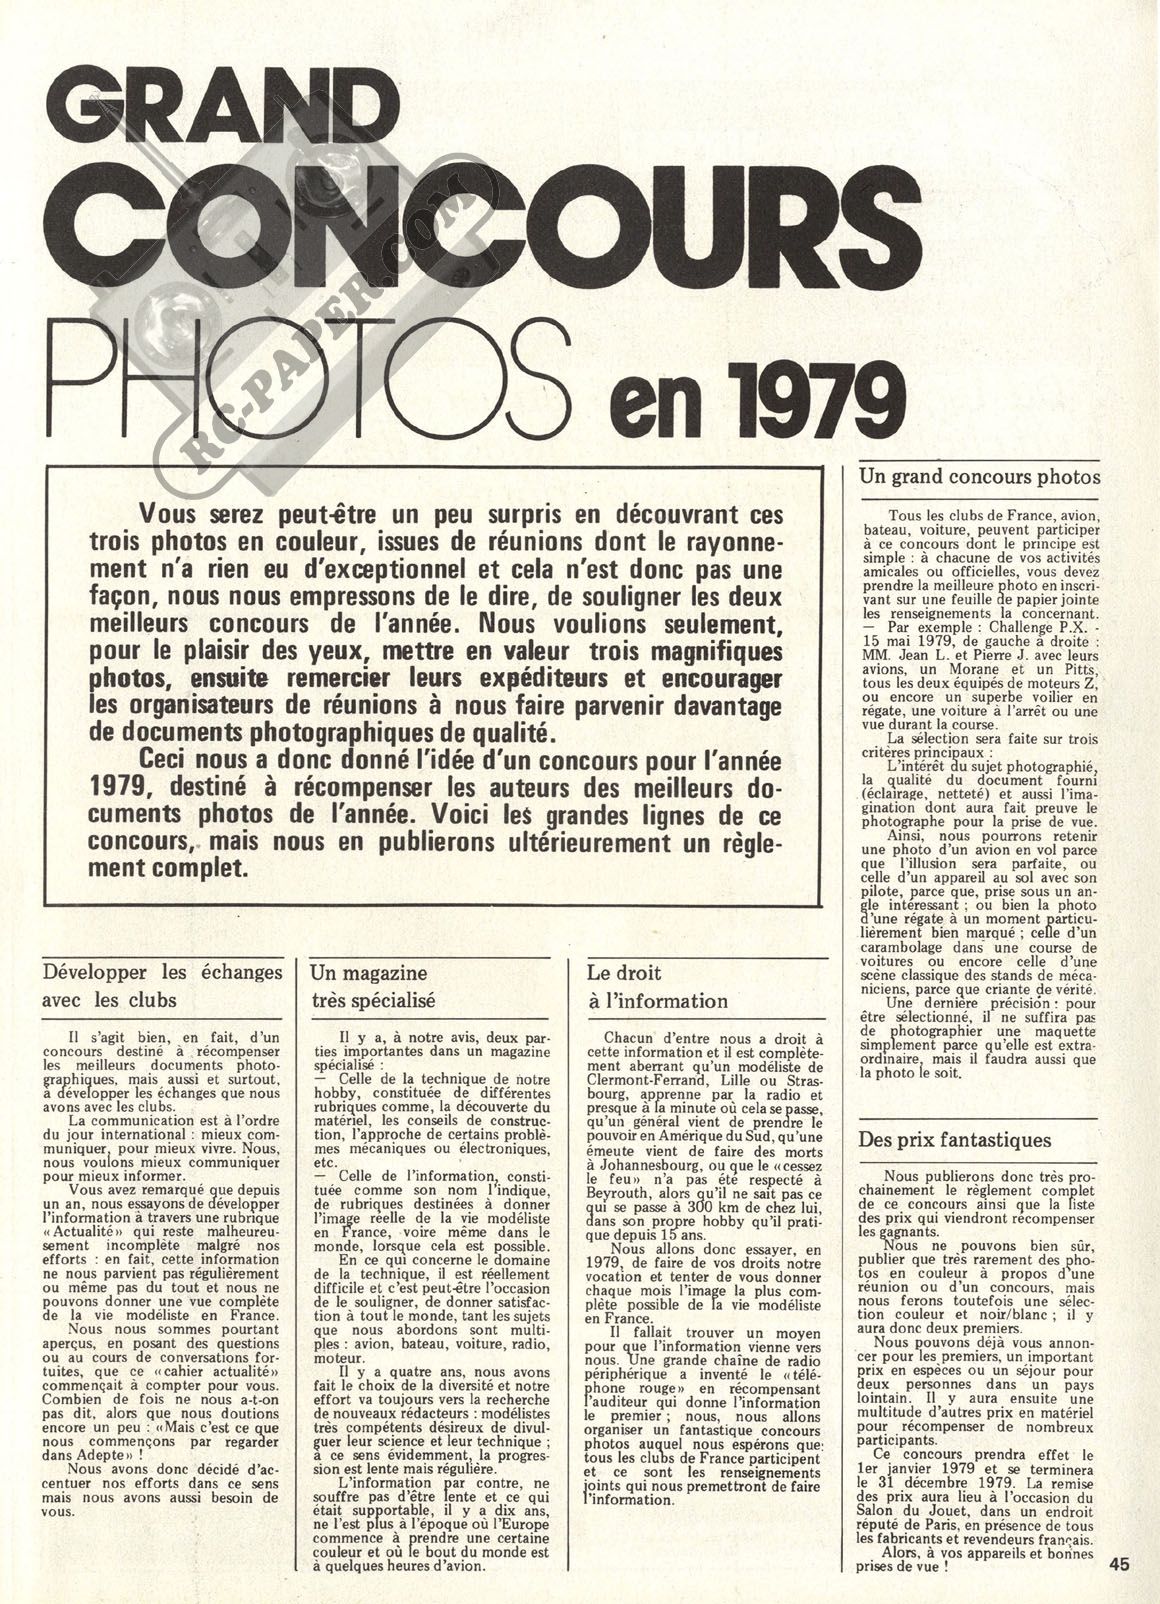 GRAND
CONCOURS
PHOTOS en 1979
RC-PAPER.COM
Vous serez peut-être un peu surpris en découvrant ces
trois photos en couleur, issues de réunions dont le rayonne-
ment n'a rien eu d'exceptionnel et cela n'est donc pas une
façon, nous nous empressons de le dire, de souligner les deux
meilleurs concours de l'année. Nous voulions seulement,
pour le plaisir des yeux, mettre en valeur trois magnifiques
photos, ensuite remercier leurs expéditeurs et encourager
les organisateurs de réunions à nous faire parvenir davantage
de documents photographiques de qualité.
Ceci nous a donc donné l'idée d'un concours pour l'année
1979, destiné à récompenser les auteurs des meilleurs do-
cuments photos de l'année. Voici les grandes lignes de ce
concours, mais nous en publierons ultérieurement un règle-
ment complet.
Développer les échanges
avec les clubs
Il s'agit bien, en fait, d'un
concours destiné à récompenser
les meilleurs documents photo-
graphiques, mais aussi et surtout,
à développer les échanges que nous
avons avec les clubs.
La communication est à l'ordre
du jour international : mieux com-
muniquer, pour mieux vivre. Nous,
nous voulons mieux communiquer
pour mieux informer.
Vous avez remarqué que depuis
un an, nous essayons de développer
l'information à travers une rubrique
«Actualité» qui reste malheureu-
sement incomplète malgré nos
efforts : en fait, cette information
ne nous parvient pas régulièrement
ou même pas du tout et nous ne
pouvons donner une vue complète
de la vie modéliste en France.
Nous nous sommes pourtant
aperçus, en posant des questions
ou au cours de conversations for-
tuites, que ce «cahier actualité»
commençait à compter pour vous.
Combien de fois ne nous a-t-on
pas dit, alors que nous doutions
encore un peu : «Mais c'est ce que
nous commençons par regarder
dans Adepte» !
Nous avons donc décidé d'ac-
centuer nos efforts dans ce sens
mais nous avons aussi besoin de
vous.
Un magazine
très spécialisé
Il y a, à notre avis, deux par-
ties importantes dans un magazine
spécialisé :
— Celle de la technique de notre
hobby, constituée de différentes
rubriques comme, la découverte du
matériel, les conseils de construc-
tion, l'approche de certains problè-
mes mécaniques ou électroniques,
etc.
— Celle de l'information, consti-
tuée comme son nom l'indique,
de rubriques destinées à donner
l'image réelle de la vie modéliste
en France, voire même dans le
monde, lorsque cela est possible.
En ce qui concerne le domaine
de la technique, il est réellement
difficile et c'est peut-être l'occasion
de le souligner, de donner satisfac-
tion à tout le monde, tant les sujets
que nous abordons sont multi-
ples : avion, bateau, voiture, radio,
moteur.
Il y a quatre ans, nous avons
fait le choix de la diversité et notre
effort va toujours vers la recherche
de nouveaux rédacteurs : modélistes
très compétents désireux de divul-
guer leur science et leur technique ;
à ce sens évidemment, la progres-
sion est lente mais régulière.
L'information par contre, ne
souffre pas d'être lente et ce qui
était supportable, il y a dix ans,
ne l'est plus à l'époque où l'Europe
commence à prendre une certaine
couleur et où le bout du monde est
à quelques heures d'avion.
Le droit
à l'information
Chacun d'entre nous a droit à
cette information et il est complète-
ment aberrant qu'un modéliste de
Clermont-Ferrand, Lille ou Stras-
bourg, apprenne par la radio et
presque à la minute où cela se passe,
qu'un général vient de prendre le
pouvoir en Amérique du Sud, qu'une
émeute vient de faire des morts
à Johannesbourg, ou que le «cessez
le feu» n'a pas été respecté à
Beyrouth, alors qu'il ne sait pas ce
qui se passe à 300 km de chez lui,
dans son propre hobby qu'il prati-
que depuis 15 ans.
Nous allons donc essayer, en
1979, de faire de vos droits notre
vocation et tenter de vous donner
chaque mois l'image la plus com-
plète possible de la vie modéliste
en France.
Il fallait trouver un moyen
pour que l'information vienne vers
nous. Une grande chaîne de radio
périphérique a inventé le «télé-
phone rouge» en récompensant
l'auditeur qui donne l'information
le premier ; nous, nous allons
organiser un fantastique concours
photos auquel nous espérons que
tous les clubs de France participent
et ce sont les renseignements
joints qui nous premettront de faire
l'information.
Un grand concours photos
Tous les clubs de France, avion,
bateau, voiture, peuvent participer
à ce concours dont le principe est
simple : à chacune de vos activités
amicales ou officielles, vous devez
prendre la meilleure photo en inscri-
vant sur une feuille de papier jointe
les renseignements la concernant.
— Par exemple : Challenge P.X. -
15 mai 1979, de gauche à droite :
MM. Jean L. et Pierre J. avec leurs
avions, un Morane et un Pitts,
tous les deux équipés de moteurs Z,
ou encore un superbe voilier en
régate, une voiture à l'arrêt ou une
vue durant la course.
La sélection sera faite sur trois
critères principaux :
L'intérêt du sujet photographié,
la qualité du document fourni
(éclairage, netteté) et aussi l'ima-
gination dont aura fait preuve le
photographe pour la prise de vue.
Ainsi, nous pourrons retenir
une photo d'un avion en vol parce
que l'illusion sera parfaite, ou
celle d'un appareil au sol avec son
pilote, parce que, prise sous un an-
gle intéressant ; ou bien la photo
d'une régate à un moment particu-
lièrement bien marqué ; celle d'un
carambolage dans une course de
voitures ou encore celle d'une
scène classique des stands de méca-
niciens, parce que criante de vérité.
Une dernière précision : pour
être sélectionné, il ne suffira pas
de photographier une maquette
simplement parce qu'elle est extra-
ordinaire, mais il faudra aussi que
la photo le soit.
Des prix fantastiques
Nous publierons donc très pro-
chainement le règlement complet
de ce concours ainsi que la liste
des prix qui viendront récompenser
les gagnants.
Nous ne pouvons bien sûr,
publier que très rarement des pho-
tos en couleur à propos d'une
réunion ou d'un concours, mais
nous ferons toutefois une sélec-
tion couleur et noir/blanc ; il y
aura donc deux premiers.
Nous pouvons déjà vous annon-
cer pour les premiers, un important
prix en espèces ou un séjour pour
deux personnes dans un pays
lointain. Il y aura ensuite une
multitude d'autres prix en matériel
pour récompenser de nombreux
participants.
Ce concours prendra effet le
1er janvier 1979 et se terminera
le 31 décembre 1979. La remise
des prix aura lieu à l'occasion du
Salon du Jouet, dans un endroit
réputé de Paris, en présence de tous
les fabricants et revendeurs français.
Alors, à vos appareils et bonnes
prises de vue !
45